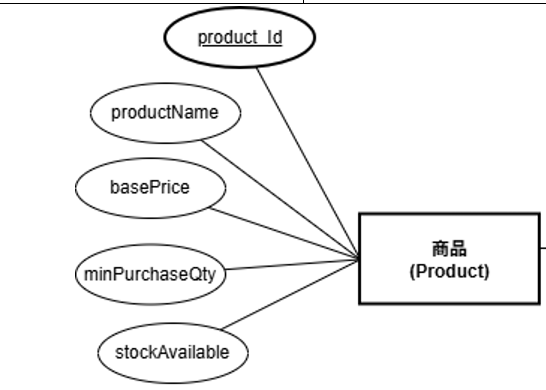 product_Id
productName
basePrice
minPurchaseQty
stockAvailable
商品
(Product)